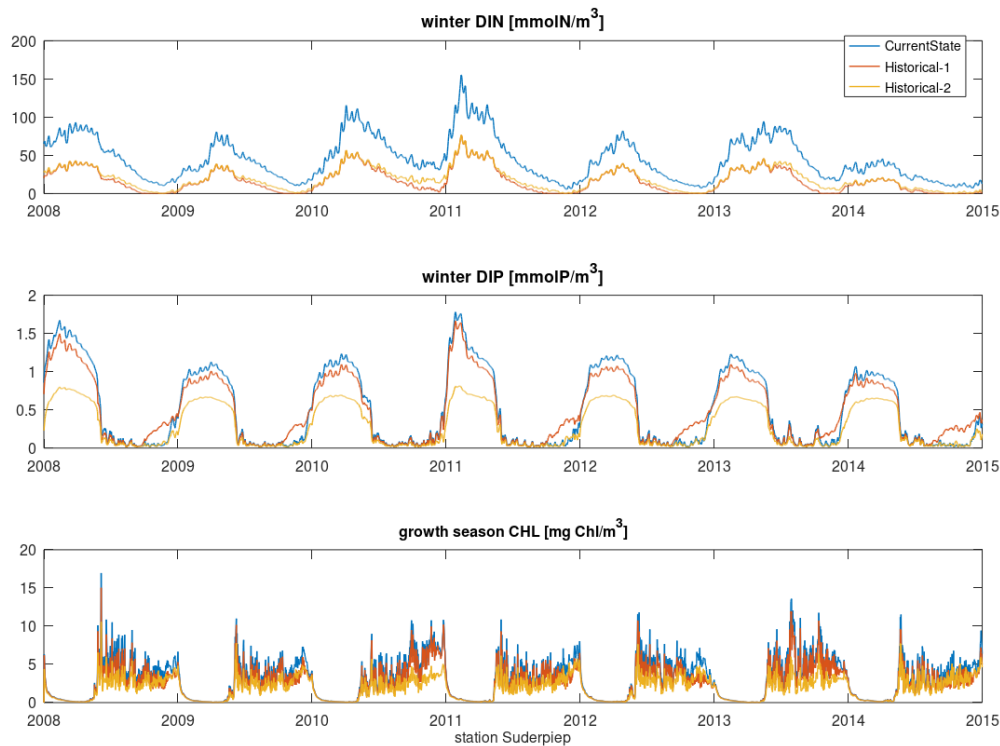 winter DIN [mmolN/m³]
200
150
100
50
0
CurrentState
Historical-1
Historical-2
2008 2009 2010 2011 2012 2013 2014 2015
winter DIP [mmolP/m³]
2
1.5
1
0.5
0
2008 2009 2010 2011 2012 2013 2014 2015
growth season CHL [mg Chl/m³]
20
15
10
5
0
2008 2009 2010 2011 2012 2013 2014 2015
station Suderpiep